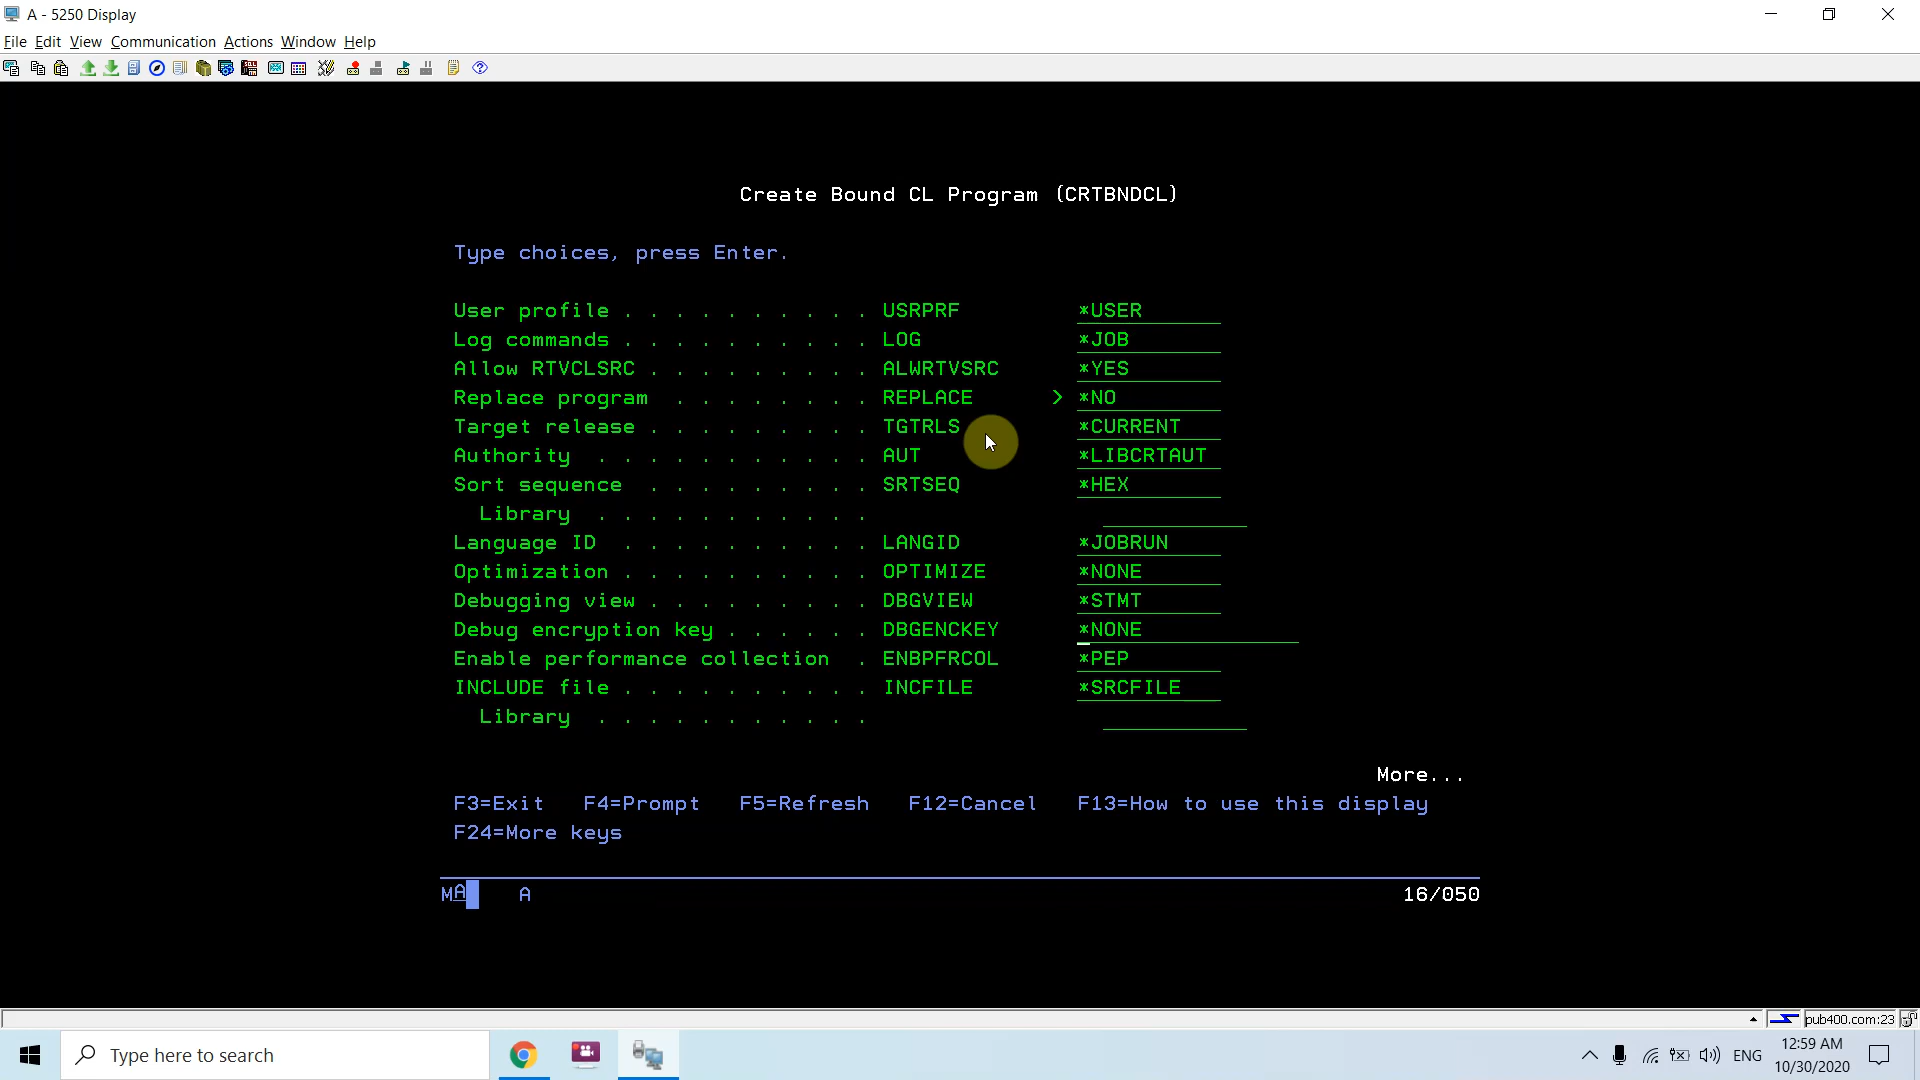 A - 5250 Display
File Edit View Communication Actions Window Help
Create Bound CL Program (CRTBNDCL)
Type choices, press Enter.
User profile . . . . . . . . . . USRPRF *USER
Log commands . . . . . . . . . . LOG *JOB
Allow RTVCLSRC . . . . . . . . . ALWRTVSRC *YES
Replace program . . . . . . . . REPLACE > *NO
Target release . . . . . . . . . TGTRLS *CURRENT
Authority . . . . . . . . . . . AUT *LIBCRTAUT
Sort sequence . . . . . . . . . SRTSEQ *HEX
Library . . . . . . . . . . .
Language ID . . . . . . . . . . LANGID *JOBRUN
Optimization . . . . . . . . . . OPTIMIZE *NONE
Debugging view . . . . . . . . . DBGVIEW *STMT
Debug encryption key . . . . . . DBGENCKEY *NONE
Enable performance collection . ENBPFRCOL *PEP
INCLUDE file . . . . . . . . . . INCFILE *SRCFILE
Library . . . . . . . . . . .
More...
F3=Exit F4=Prompt F5=Refresh F12=Cancel F13=How to use this display
F24=More keys
MA A 16/050
pub400.com:23
Type here to search
ENG
12:59 AM
10/30/2020